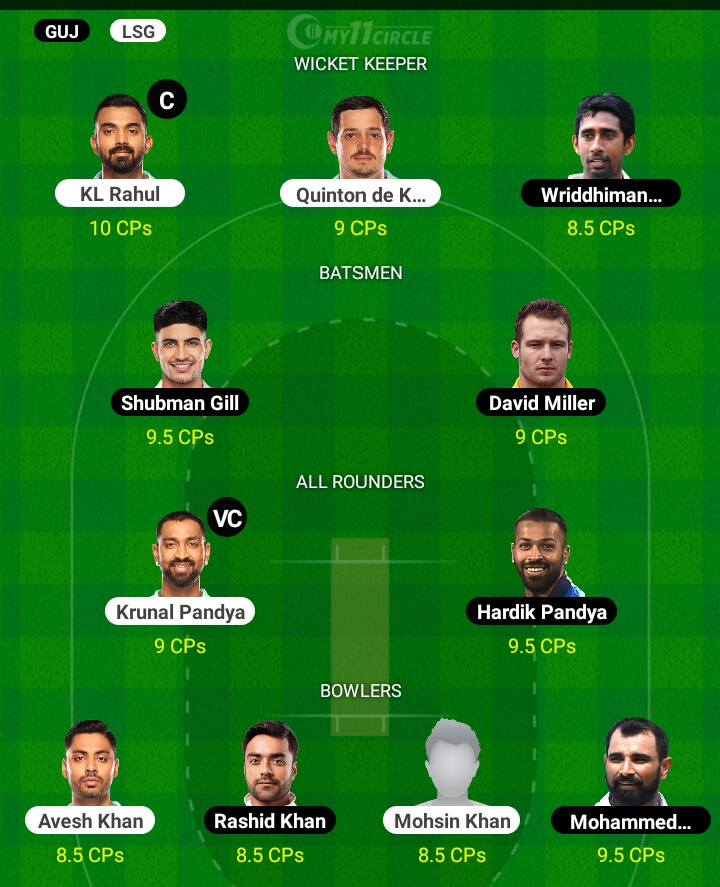 GUJ LSG
MY11CIRCLE
WICKET KEEPER
C
KL Rahul Quinton de K... Wriddhiman...
10 CPs 9 CPs 8.5 CPs
BATSMEN
Shubman Gill David Miller
9.5 CPs 9 CPs
ALL ROUNDERS
VC
Krunal Pandya Hardik Pandya
9 CPs 9.5 CPs
BOWLERS
Avesh Khan Rashid Khan Mohsin Khan Mohammed...
8.5 CPs 8.5 CPs 8.5 CPs 9.5 CPs